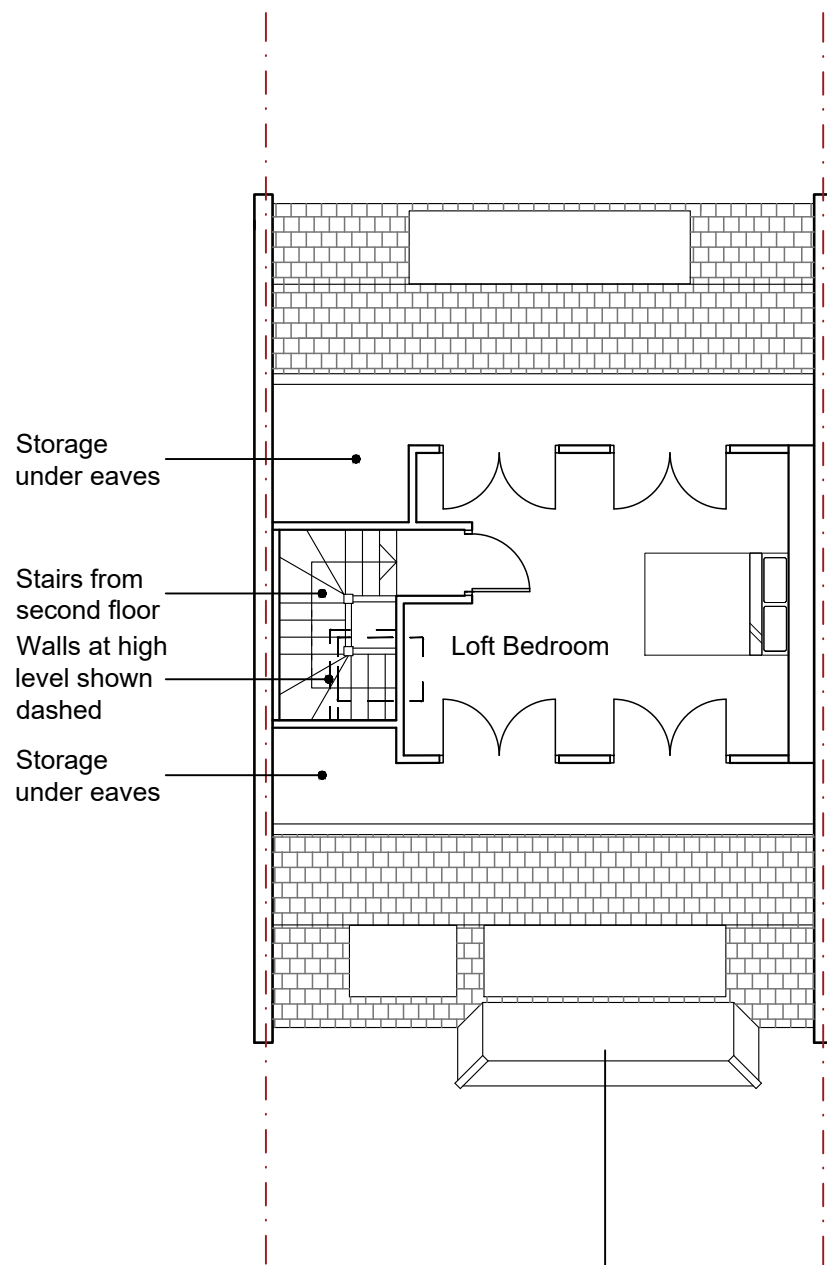 Storage
under eaves
Stairs from
second floor
Walls at high
level shown
dashed
Loft Bedroom
Storage
under eaves